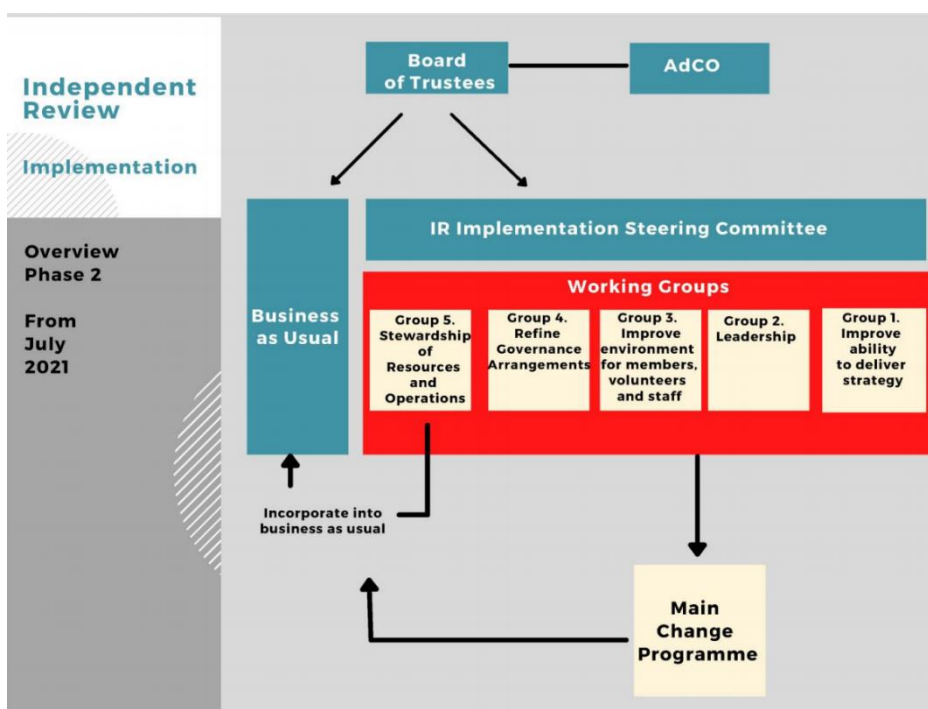 Independent
Review
Implementation
Overview
Phase 2
From
July
2021
Board
of Trustees
AdCO
Business
as Usual
IR Implementation Steering Committee
Working Groups
Group 5.
Stewardship
of
Resources
and
Operations
Group 4.
Refine
Governance
Arrangements
Group 3.
Improve
environment
for members,
volunteers
and staff
Group 2.
Leadership
Group 1.
Improve
ability
to deliver
strategy
Incorporate into
business as usual
Main
Change
Programme